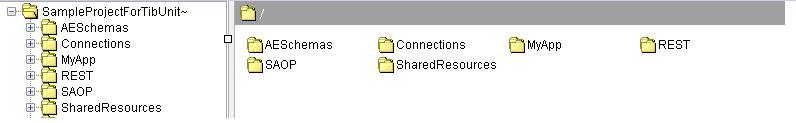 SampleProjectForTibUnit~
AESchemas
Connections
MyApp
REST
SAOP
SharedResources
/
AESchemas Connections MyApp REST
SAOP SharedResources